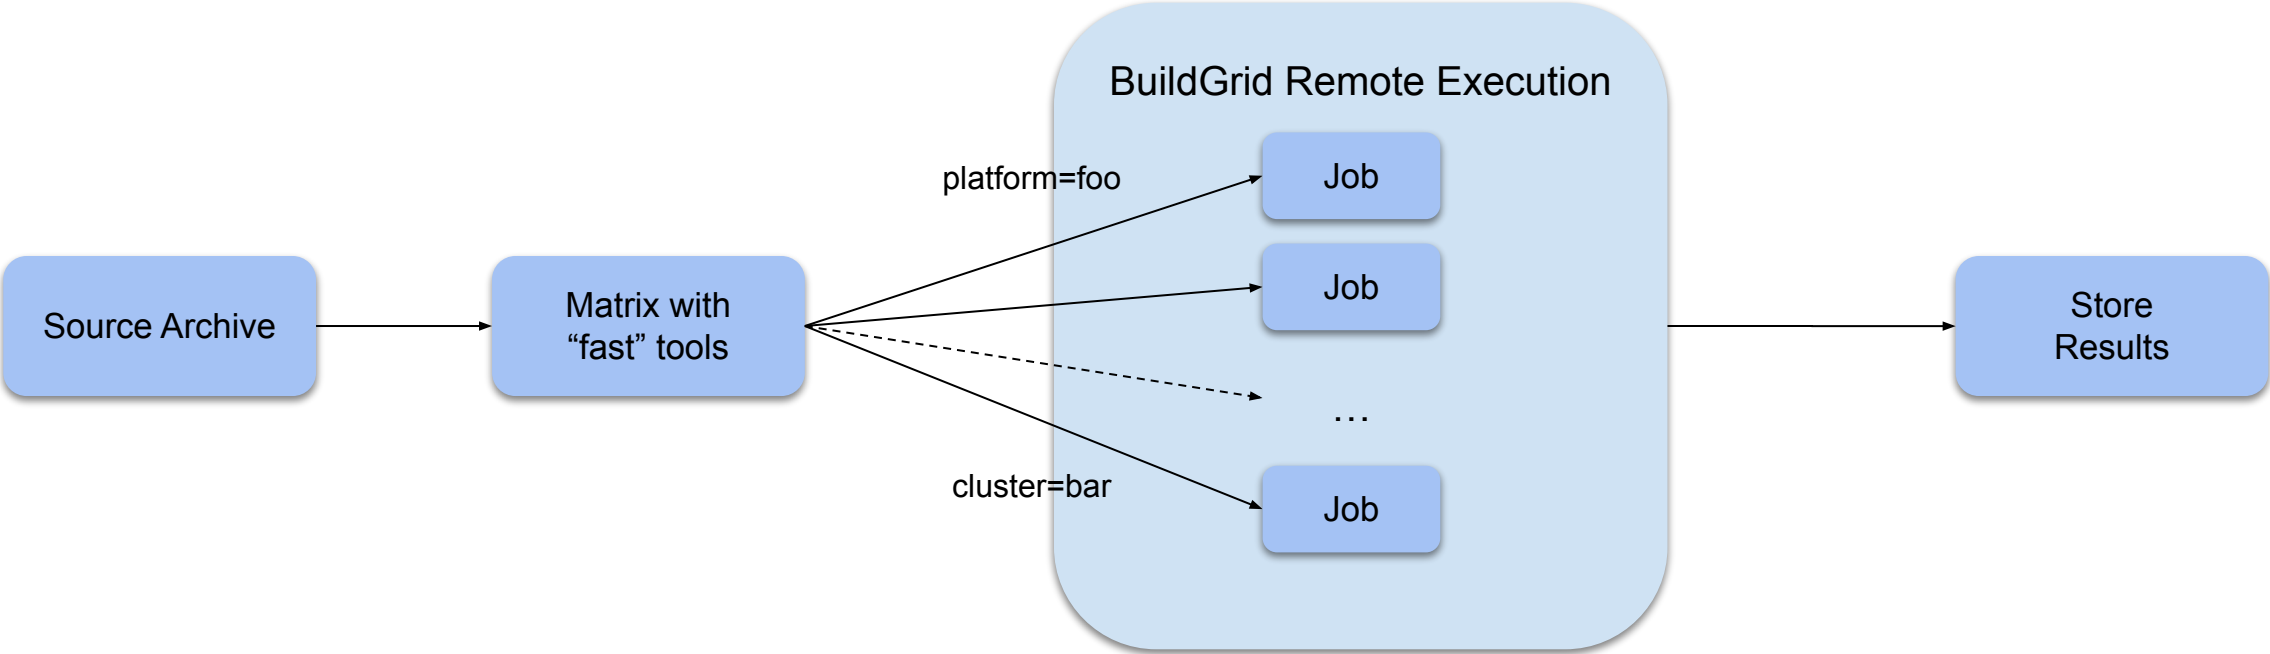 BuildGrid Remote Execution
platform=foo
Job
Job
Source Archive
Matrix with
“fast” tools
...
cluster=bar
Job
Store
Results